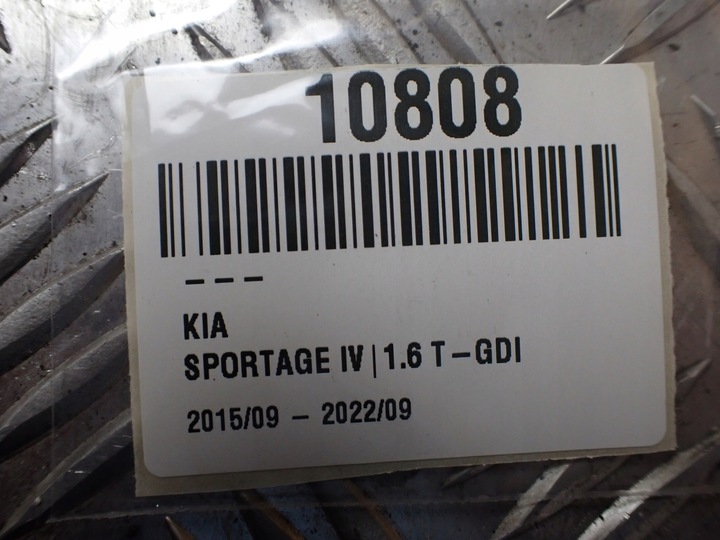 10808
– – –
KIA
SPORTAGE IV | 1.6 T-GDI
2015/09 – 2022/09